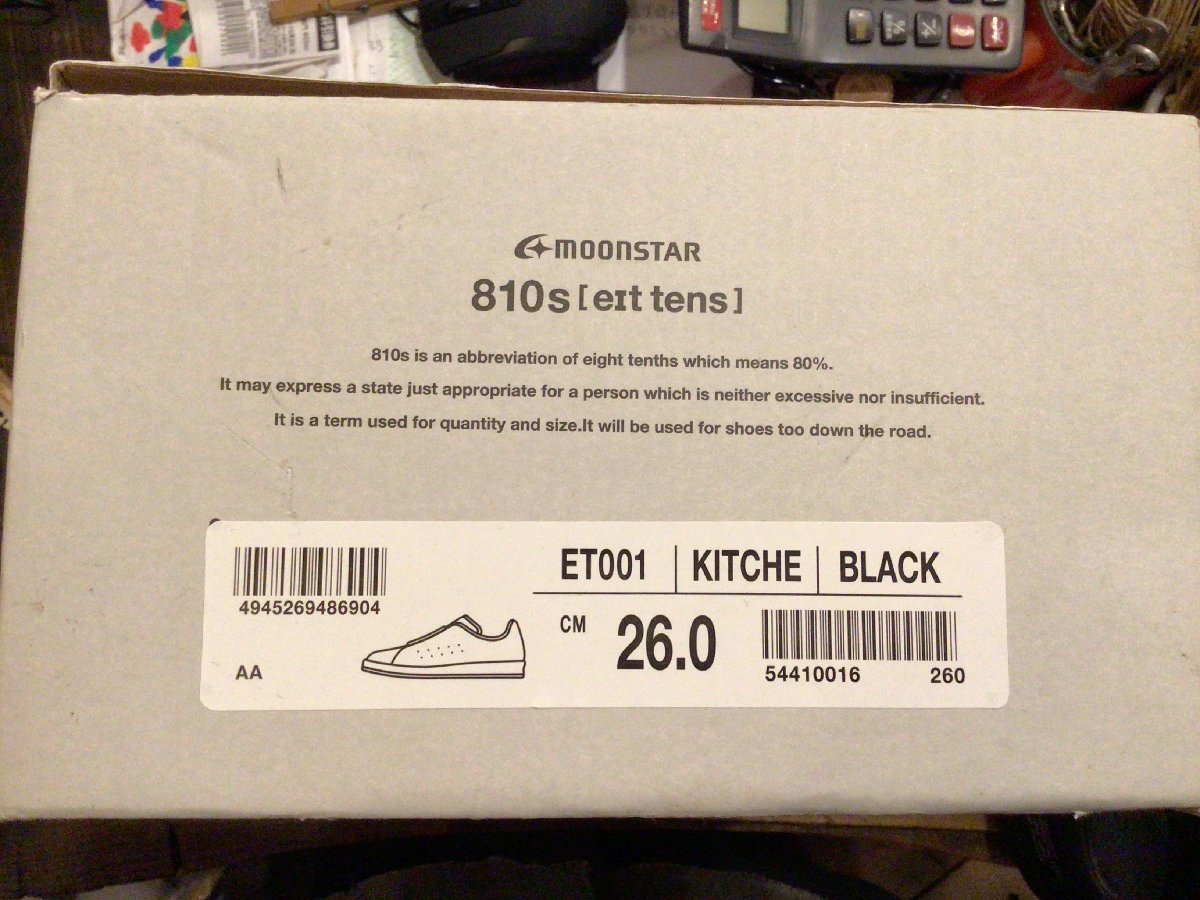 MOONSTAR
810s [eɪt tens]
810s is an abbreviation of eight tenths which means 80%.
It may express a state just appropriate for a person which is neither excessive nor insufficient.
It is a term used for quantity and size.It will be used for shoes too down the road.
4945269486904
AA
ET001 KITCHE BLACK
CM 26.0
54410016 260